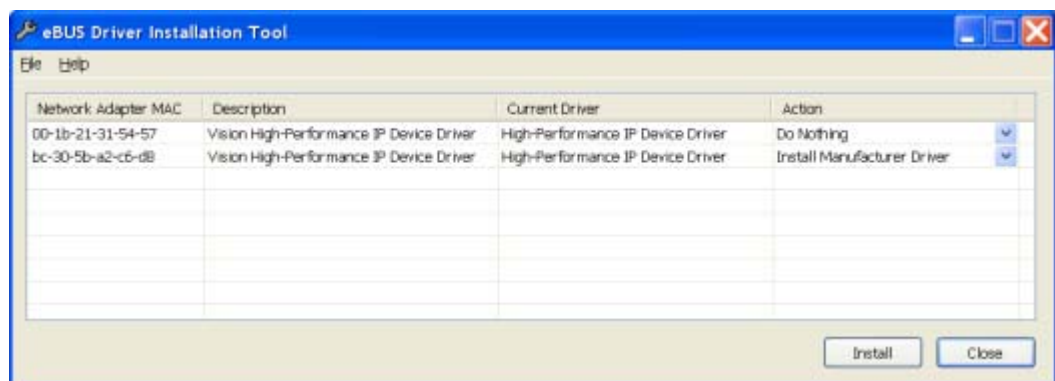 eBUS Driver Installation Tool
File Help
Network Adapter MAC Description Current Driver Action
00-1b-21-31-54-57 Vision High-Performance IP Device Driver High-Performance IP Device Driver Do Nothing
bc-30-5b-a2-c6-d8 Vision High-Performance IP Device Driver High-Performance IP Device Driver Install Manufacturer Driver
Install Close